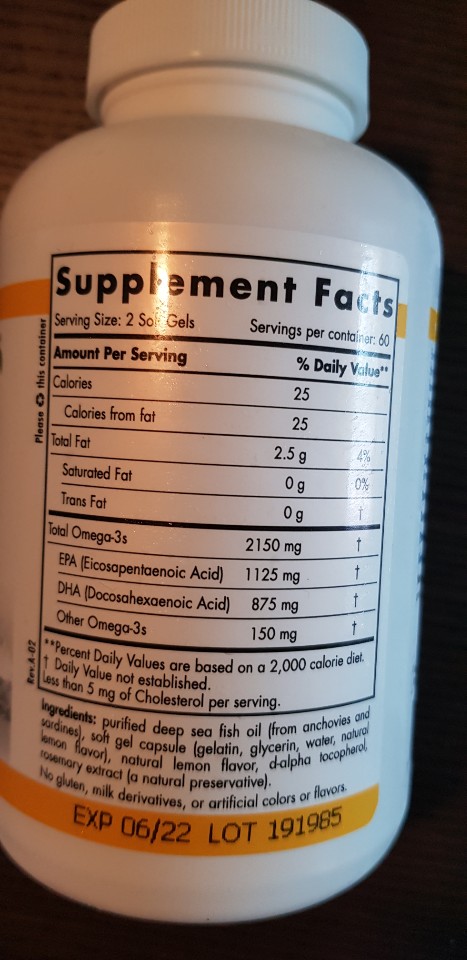 Supplement Facts
Serving Size: 2 Soft Gels Servings per container: 60
Amount Per Serving % Daily Value**
Calories 25
Calories from fat 25
Total Fat 2.5 g 4%
Saturated Fat 0 g 0%
Trans Fat 0 g †
Total Omega-3s 2150 mg †
EPA (Eicosapentaenoic Acid) 1125 mg †
DHA (Docosahexaenoic Acid) 875 mg †
Other Omega-3s 150 mg †
**Percent Daily Values are based on a 2,000 calorie diet.
† Daily Value not established.
Less than 5 mg of Cholesterol per serving.
Ingredients: purified deep sea fish oil (from anchovies and
sardines), soft gel capsule (gelatin, glycerin, water, natural
lemon flavor), natural lemon flavor, d-alpha tocopherol,
rosemary extract (a natural preservative).
No gluten, milk derivatives, or artificial colors or flavors.
EXP 06/22 LOT 191985
Please this container
Rev.A-02